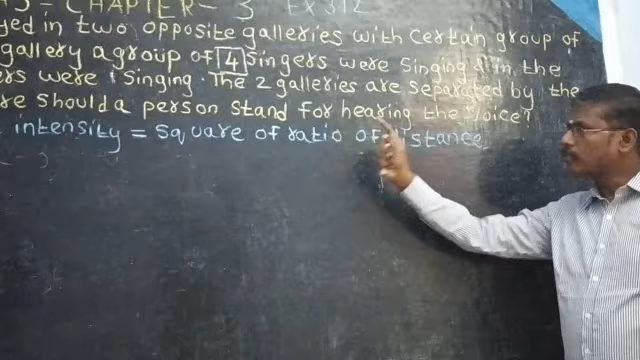 CHAPTER - 3 EX 3.12
yed in two opposite galleries with certain group of
gallery a group of 4 singers were singing & in the
ers were singing. The 2 galleries are separated by the
re should a person stand for hearing the voice?
intensity = square of ratio of distance.